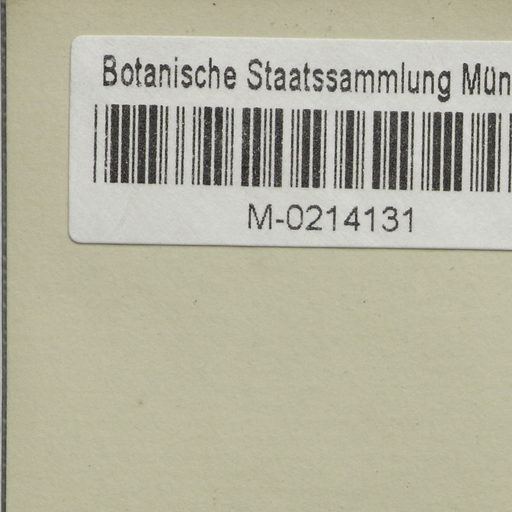 Botanische Staatssammlung Mün
M-0214131